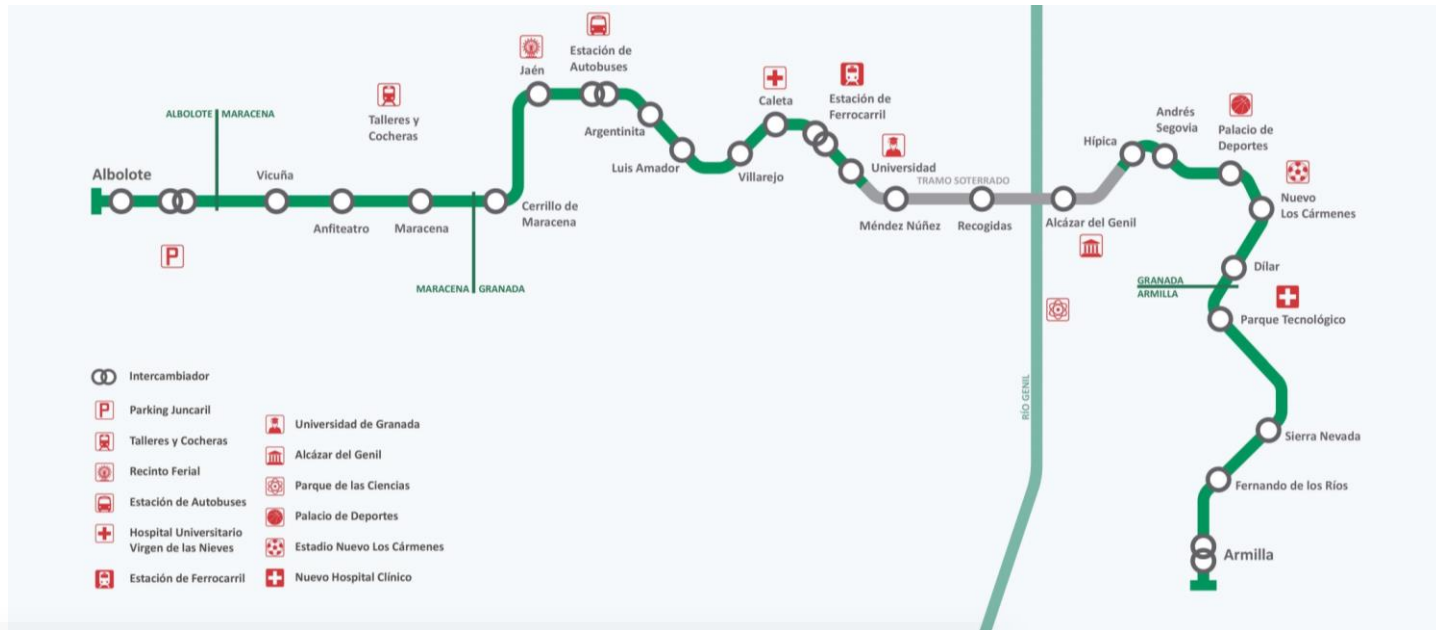 ALBOLOTE
MARACENA
Talleres y
Cocheras
Jaén
Estación de
Autobuses
Argentinita
Luis Amador
Villarejo
Caleta
Estación de
Ferrocarril
Universidad
TRAMO SOTERRADO
Méndez Núñez
Recogidas
Alcázar del Genil
Hípica
Andrés
Segovia
Palacio de
Deportes
Nuevo
Los Cármenes
Dílar
GRANADA
ARMILLA
Parque Tecnológico
Sierra Nevada
Fernando de los Ríos
Armilla
Albolote
Vicuña
Anfiteatro
Maracena
Cerrillo de
Maracena
P
MARACENA
GRANADA
RÍO GENIL
Intercambiador
P
Parking Juncaril
Talleres y Cocheras
Recinto Ferial
Estación de Autobuses
Hospital Universitario
Virgen de las Nieves
Estación de Ferrocarril
Universidad de Granada
Alcázar del Genil
Parque de las Ciencias
Palacio de Deportes
Estadio Nuevo Los Cármenes
Nuevo Hospital Clínico